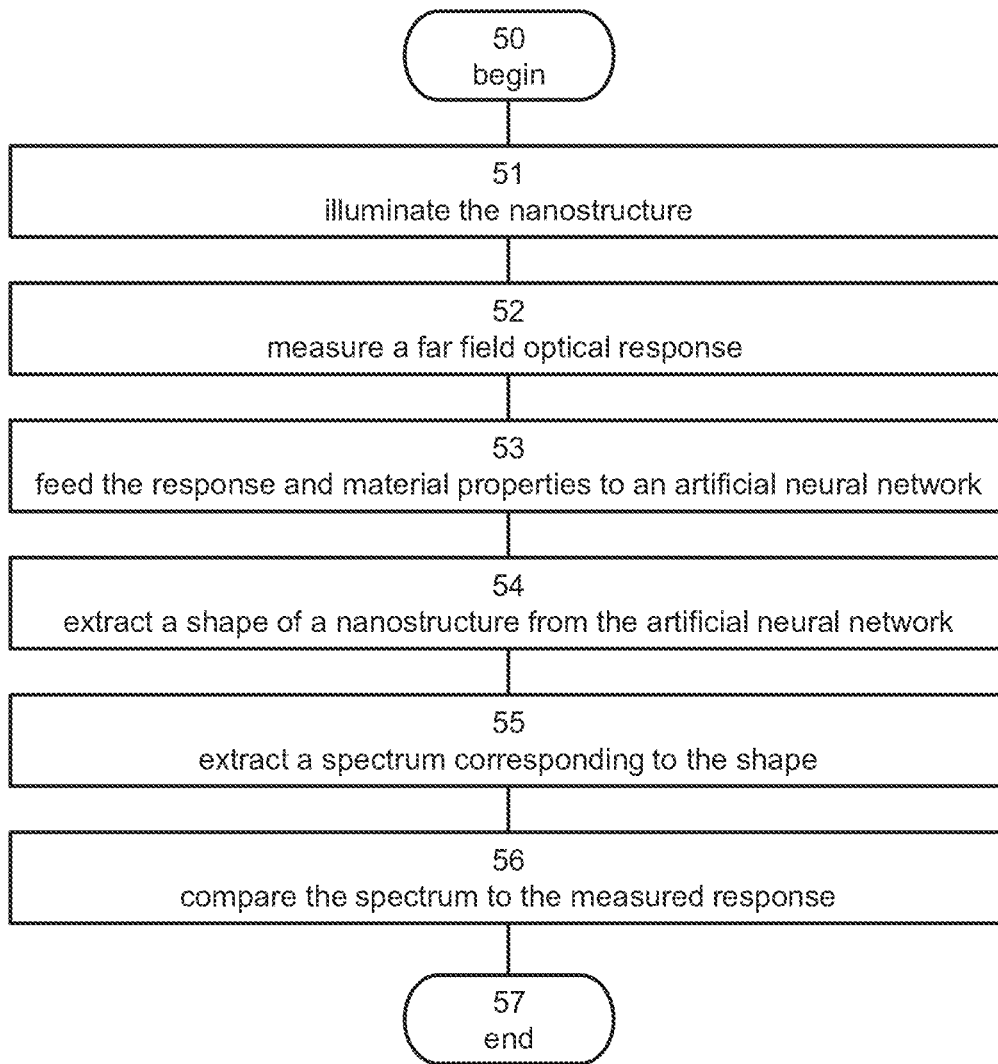 50
begin
51
illuminate the nanostructure
52
measure a far field optical response
53
feed the response and material properties to an artificial neural network
54
extract a shape of a nanostructure from the artificial neural network
55
extract a spectrum corresponding to the shape
56
compare the spectrum to the measured response
57
end